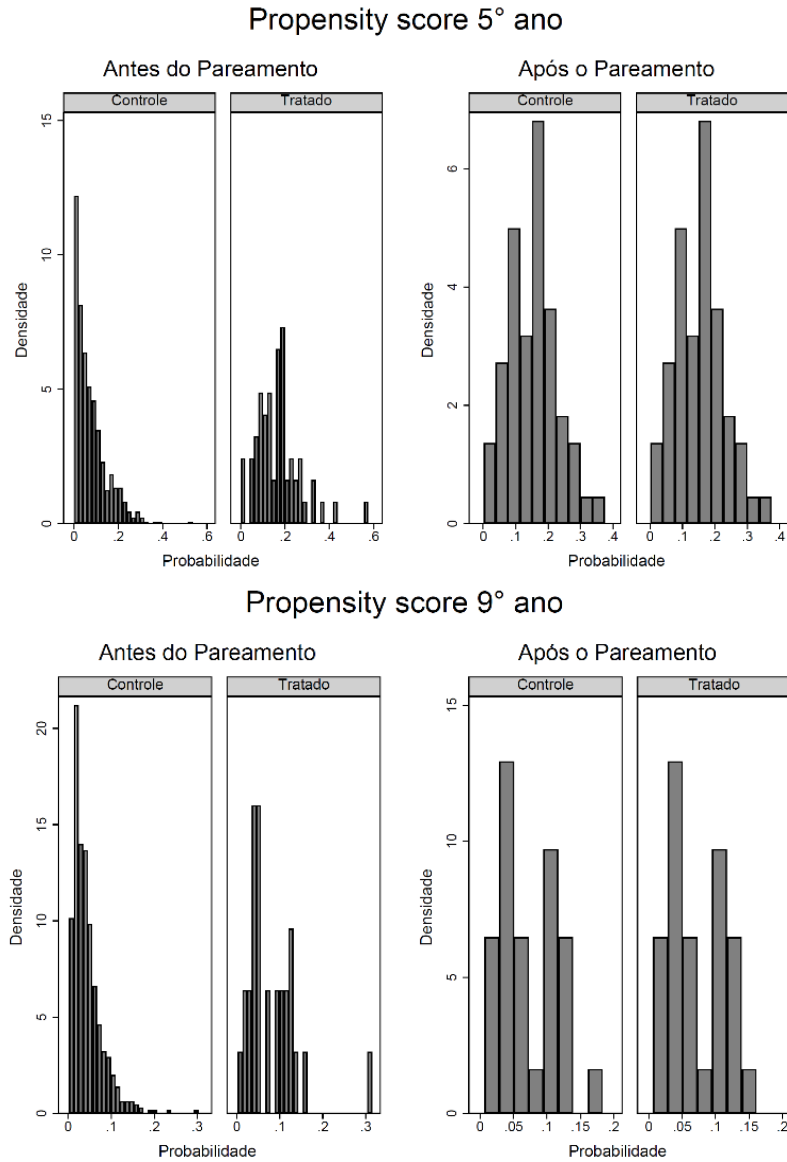 Propensity score 5° ano
Antes do Pareamento
Após o Pareamento
Controle
Tratado
Controle
Tratado
Densidade
0
5
10
15
0
.2
.4
.6
0
.2
.4
.6
Probabilidade
Densidade
0
2
4
6
0
.1
.2
.3
.4
0
.1
.2
.3
.4
Probabilidade
Propensity score 9° ano
Antes do Pareamento
Após o Pareamento
Controle
Tratado
Controle
Tratado
Densidade
0
5
10
15
20
0
.1
.2
.3
0
.1
.2
.3
Probabilidade
Densidade
0
5
10
15
0
.05
.1
.15
.2
0
.05
.1
.15
.2
Probabilidade